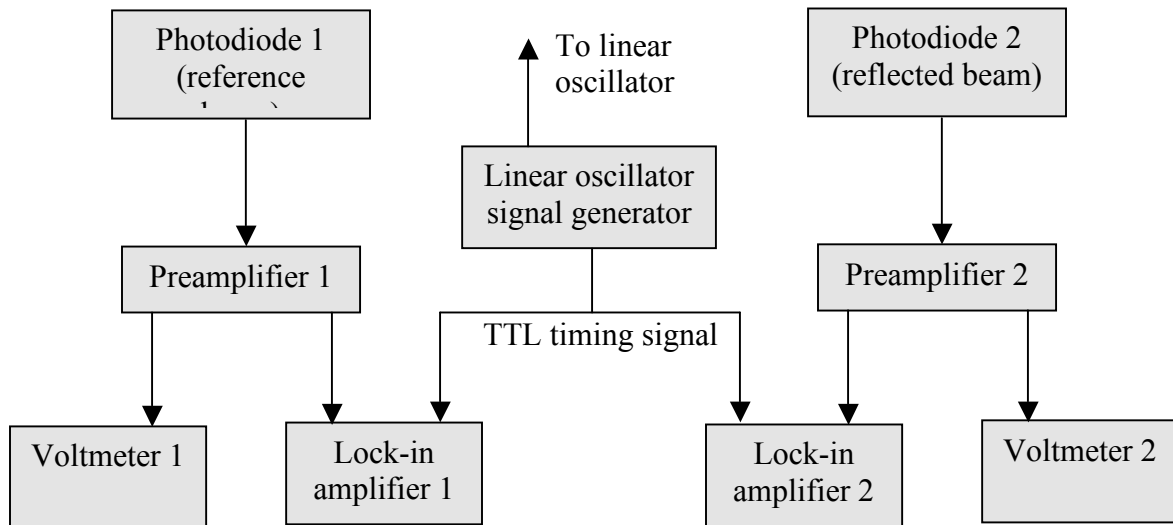 Photodiode 1
(reference
To linear
oscillator
Photodiode 2
(reflected beam)
Linear oscillator
signal generator
Preamplifier 1
Preamplifier 2
TTL timing signal
Voltmeter 1
Lock-in
amplifier 1
Lock-in
amplifier 2
Voltmeter 2